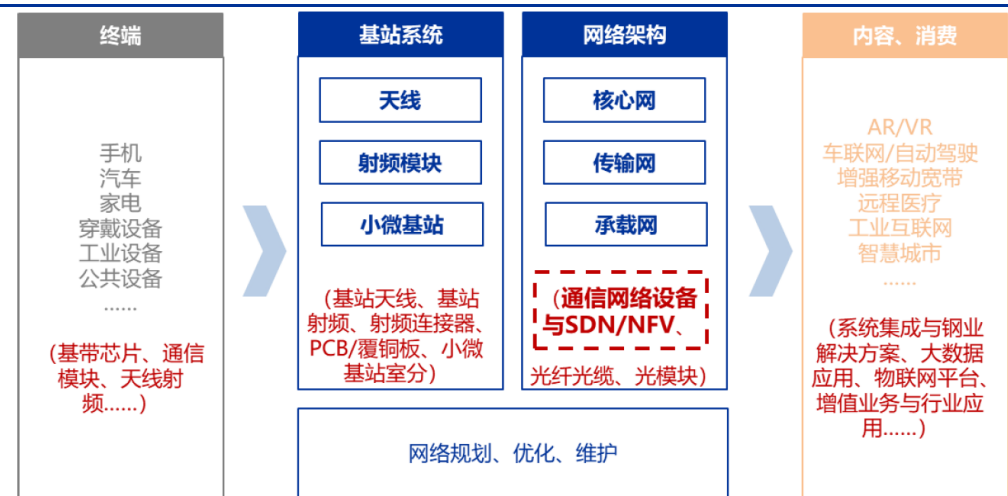 终端
手机
汽车
家电
穿戴设备
工业设备
公共设备
......
（基带芯片、通信
模块、天线射
频......）
基站系统
天线
射频模块
小微基站
（基站天线、基站
射频、射频连接器、
PCB/覆铜板、小微
基站室分）
网络架构
核心网
传输网
承载网
（通信网络设备
与SDN/NFV、
光纤光缆、光模块）
网络规划、优化、维护
内容、消费
AR/VR
车联网/自动驾驶
增强移动宽带
远程医疗
工业互联网
智慧城市
......
（系统集成与钢业
解决方案、大数据
应用、物联网平台、
增值业务与行业应
用......）